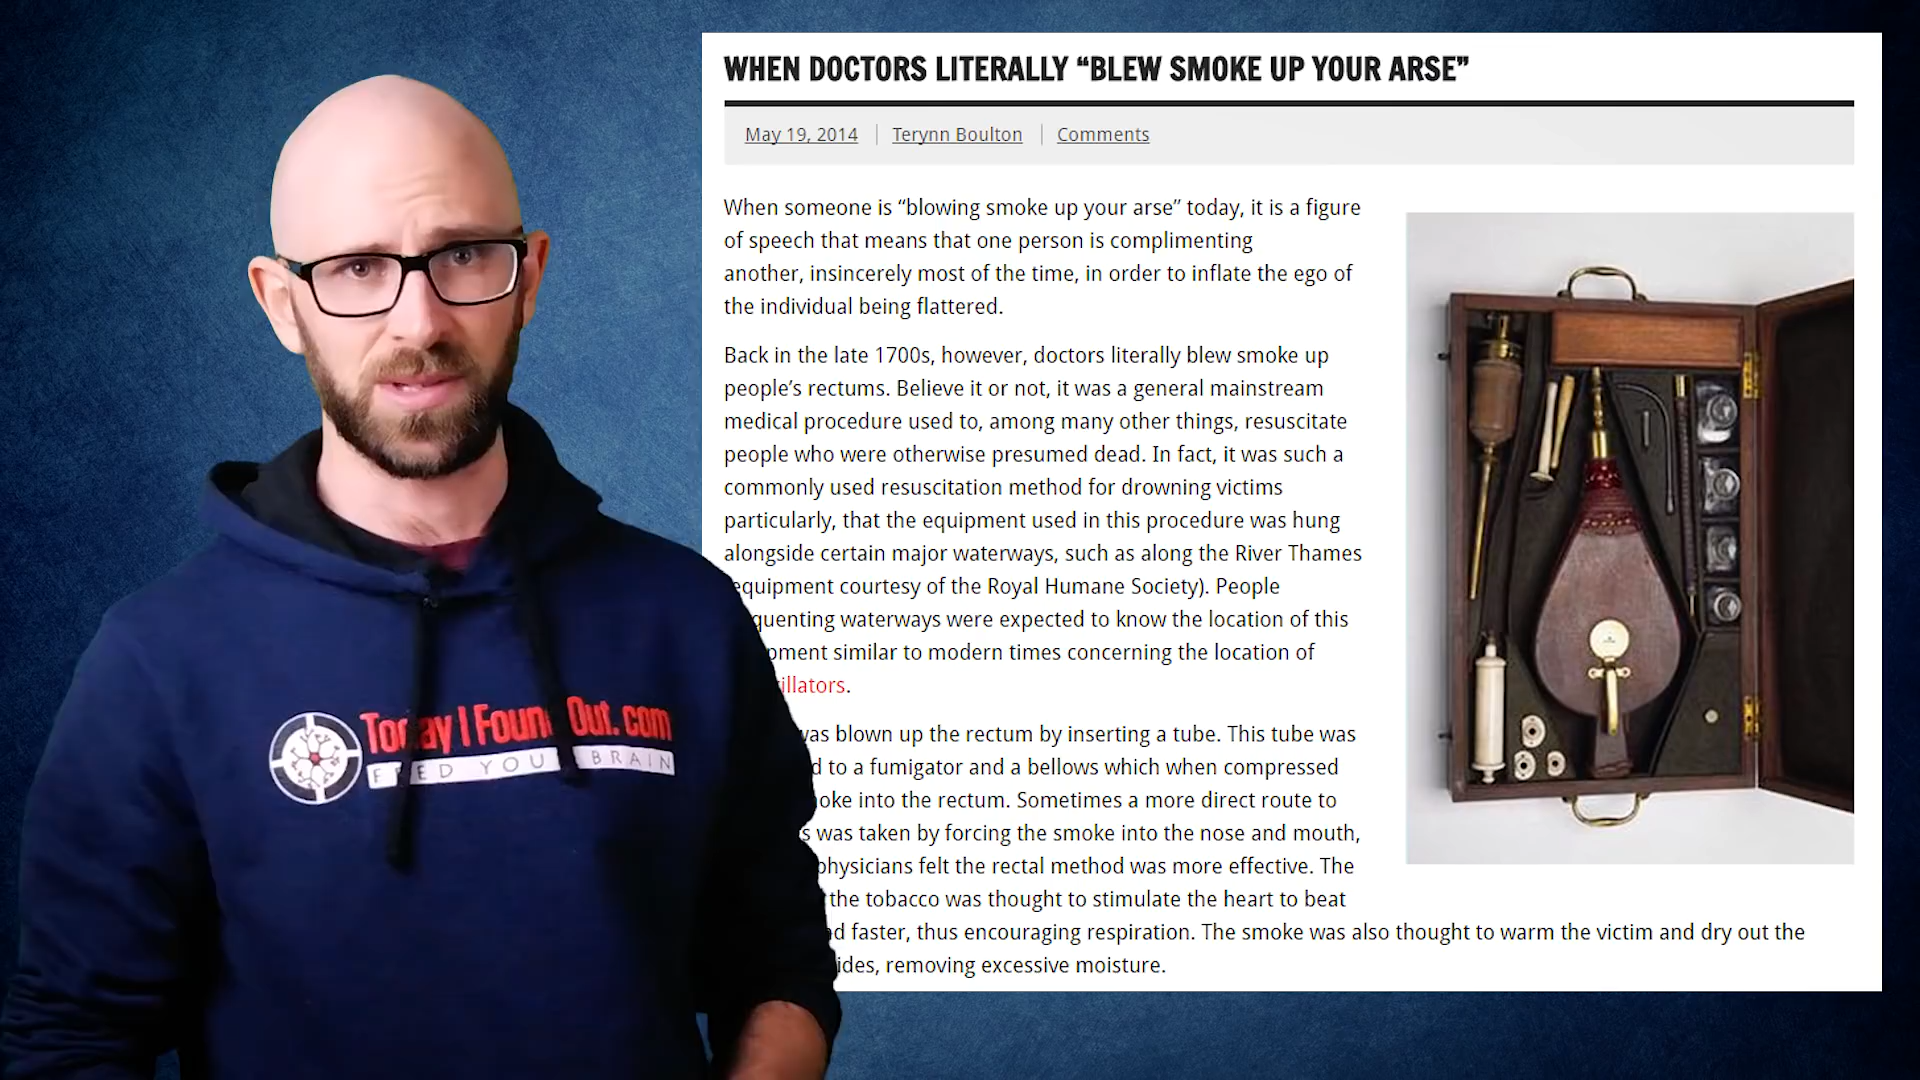 WHEN DOCTORS LITERALLY “BLEW SMOKE UP YOUR ARSE”
May 19, 2014 | Terynn Boulton | Comments
When someone is “blowing smoke up your arse” today, it is a figure
of speech that means that one person is complimenting
another, insincerely most of the time, in order to inflate the ego of
the individual being flattered.
Back in the late 1700s, however, doctors literally blew smoke up
people’s rectums. Believe it or not, it was a general mainstream
medical procedure used to, among many other things, resuscitate
people who were otherwise presumed dead. In fact, it was such a
commonly used resuscitation method for drowning victims
particularly, that the equipment used in this procedure was hung
alongside certain major waterways, such as along the River Thames
equipment courtesy of the Royal Humane Society). People
quenting waterways were expected to know the location of this
pment similar to modern times concerning the location of
illators.
was blown up the rectum by inserting a tube. This tube was
d to a fumigator and a bellows which when compressed
oke into the rectum. Sometimes a more direct route to
s was taken by forcing the smoke into the nose and mouth,
physicians felt the rectal method was more effective. The
the tobacco was thought to stimulate the heart to beat
d faster, thus encouraging respiration. The smoke was also thought to warm the victim and dry out the
ides, removing excessive moisture.
Today I Found Out.com
FEED YOUR BRAIN